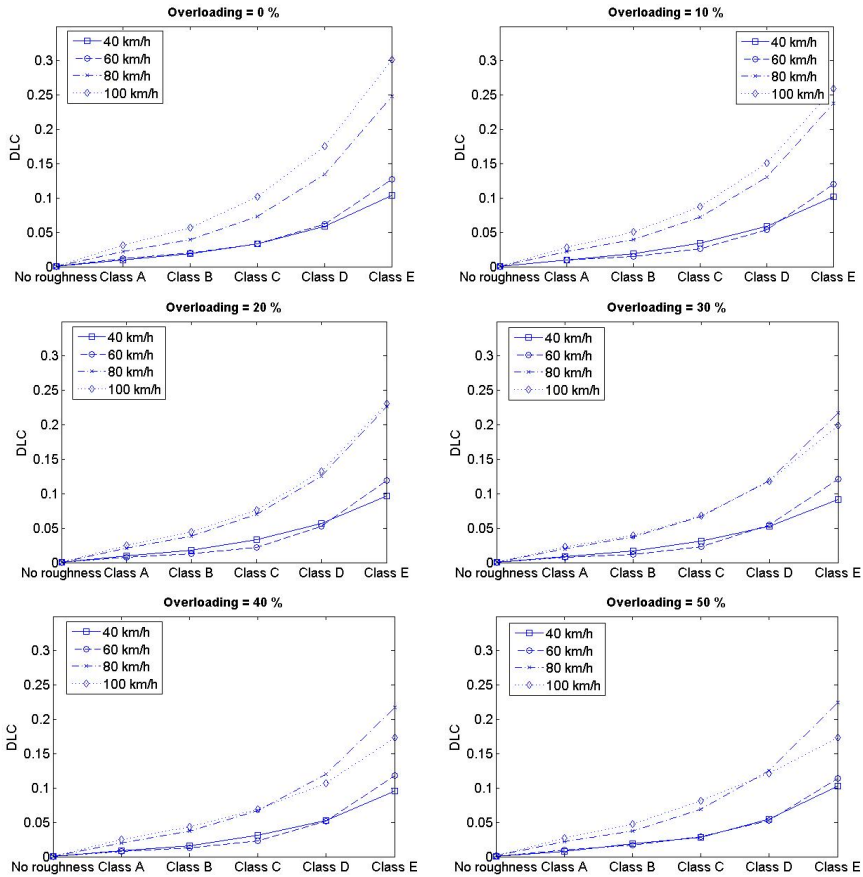 Overloading = 0 %
40 km/h
60 km/h
80 km/h
100 km/h
DLC
0.3
0.25
0.2
0.15
0.1
0.05
0
No roughness Class A Class B Class C Class D Class E
Overloading = 10 %
40 km/h
60 km/h
80 km/h
100 km/h
DLC
0.3
0.25
0.2
0.15
0.1
0.05
0
No roughness Class A Class B Class C Class D Class E
Overloading = 20 %
40 km/h
60 km/h
80 km/h
100 km/h
DLC
0.3
0.25
0.2
0.15
0.1
0.05
0
No roughness Class A Class B Class C Class D Class E
Overloading = 30 %
40 km/h
60 km/h
80 km/h
100 km/h
DLC
0.3
0.25
0.2
0.15
0.1
0.05
0
No roughness Class A Class B Class C Class D Class E
Overloading = 40 %
40 km/h
60 km/h
80 km/h
100 km/h
DLC
0.3
0.25
0.2
0.15
0.1
0.05
0
No roughness Class A Class B Class C Class D Class E
Overloading = 50 %
40 km/h
60 km/h
80 km/h
100 km/h
DLC
0.3
0.25
0.2
0.15
0.1
0.05
0
No roughness Class A Class B Class C Class D Class E